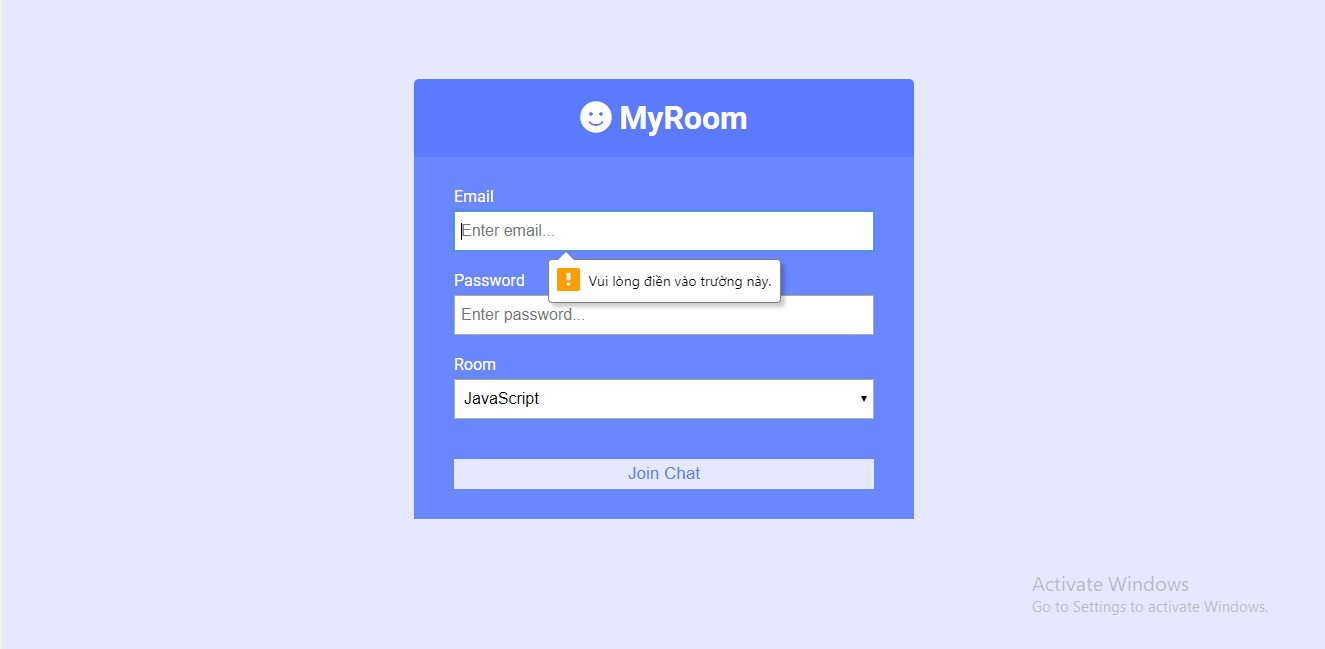 MyRoom
Email
Enter email...
Vui lòng điền vào trường này.
Password
Enter password...
Room
JavaScript
Join Chat
Activate Windows
Go to Settings to activate Windows.